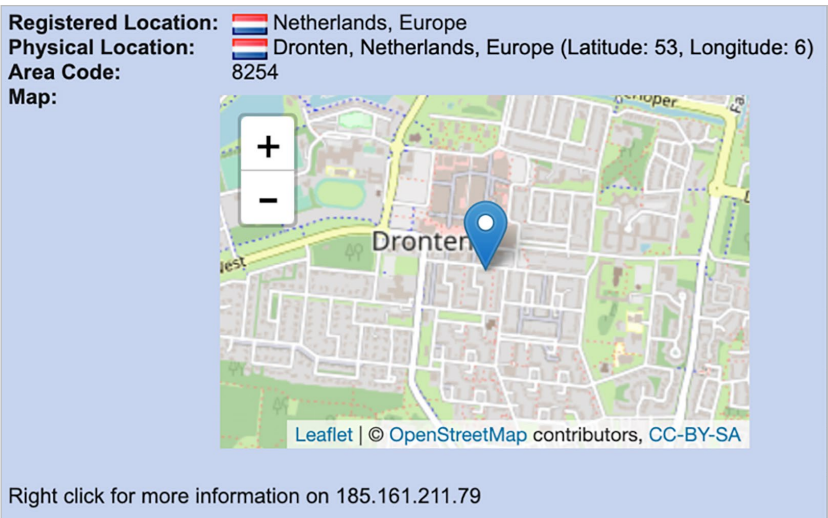 Registered Location: Netherlands, Europe
Physical Location: Dronten, Netherlands, Europe (Latitude: 53, Longitude: 6)
Area Code: 8254
Map:
+
−
Dronten
Leaflet | © OpenStreetMap contributors, CC-BY-SA
Right click for more information on 185.161.211.79